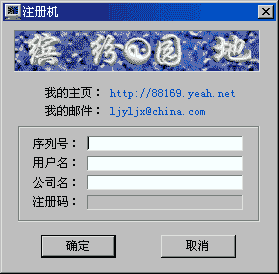 注册机
缤纷园地
我的主页： http://88169.yeah.net
我的邮件： ljyljx@china.com
序列号：
用户名：
公司名：
注册码：
确定
取消